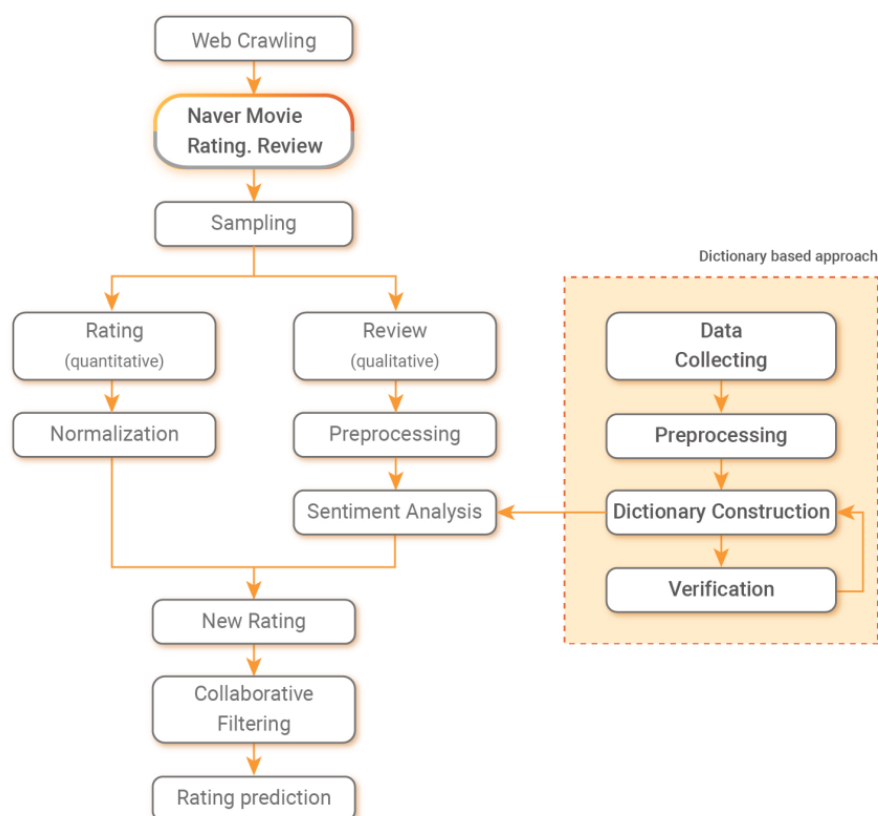 Web Crawling
Naver Movie
Rating. Review
Sampling
Dictionary based approach
Rating
(quantitative)
Review
(qualitative)
Data
Collecting
Normalization
Preprocessing
Preprocessing
Sentiment Analysis
Dictionary Construction
Verification
New Rating
Collaborative
Filtering
Rating prediction